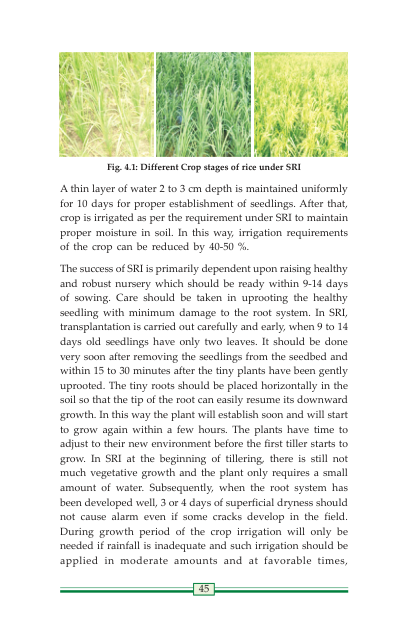 Fig. 4.1: Different Crop stages of rice under SRI
A thin layer of water 2 to 3 cm depth is maintained uniformly
for 10 days for proper establishment of seedlings. After that,
crop is irrigated as per the requirement under SRI to maintain
proper moisture in soil. In this way, irrigation requirements
of the crop can be reduced by 40-50 %.
The success of SRI is primarily dependent upon raising healthy
and robust nursery which should be ready within 9-14 days
of sowing. Care should be taken in uprooting the healthy
seedling with minimum damage to the root system. In SRI,
transplantation is carried out carefully and early, when 9 to 14
days old seedlings have only two leaves. It should be done
very soon after removing the seedlings from the seedbed and
within 15 to 30 minutes after the tiny plants have been gently
uprooted. The tiny roots should be placed horizontally in the
soil so that the tip of the root can easily resume its downward
growth. In this way the plant will establish soon and will start
to grow again within a few hours. The plants have time to
adjust to their new environment before the first tiller starts to
grow. In SRI at the beginning of tillering, there is still not
much vegetative growth and the plant only requires a small
amount of water. Subsequently, when the root system has
been developed well, 3 or 4 days of superficial dryness should
not cause alarm even if some cracks develop in the field.
During growth period of the crop irrigation will only be
needed if rainfall is inadequate and such irrigation should be
applied in moderate amounts and at favorable times,
45